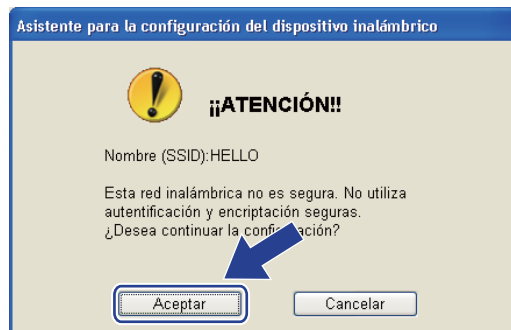 Asistente para la configuración del dispositivo inalámbrico
¡¡ATENCIÓN!!
Nombre (SSID):HELLO
Esta red inalámbrica no es segura. No utiliza
autentificación y encriptación seguras.
¿Desea continuar la configuración?
Aceptar
Cancelar